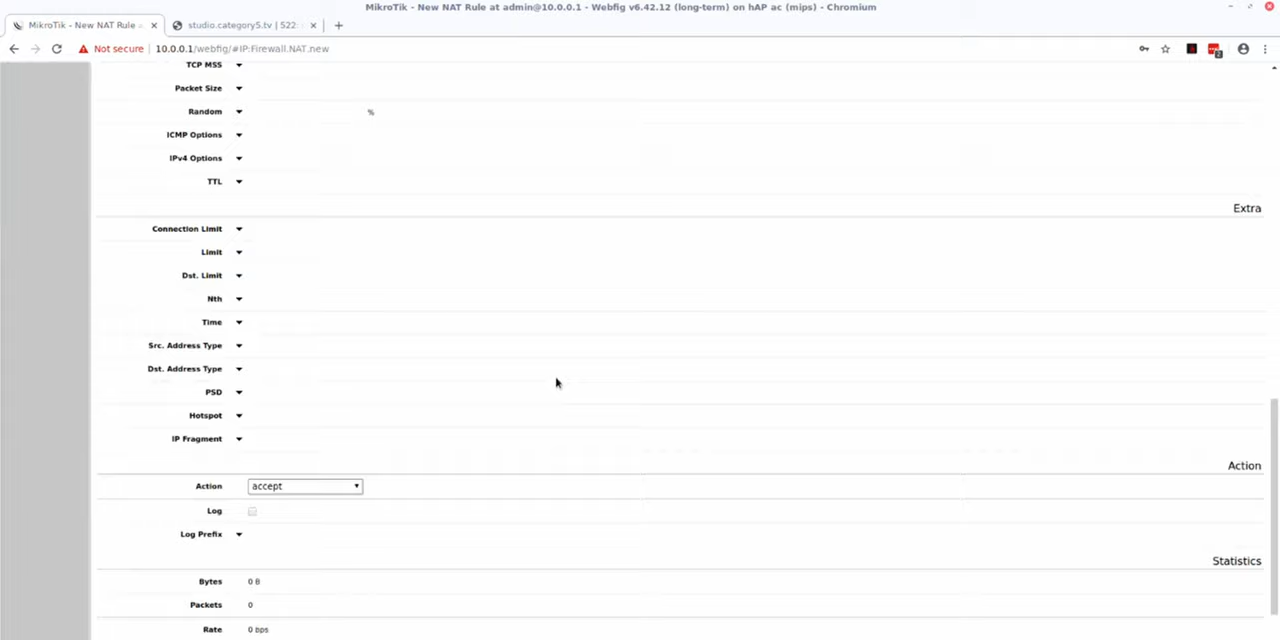 MikroTik - New NAT Rule at admin@10.0.0.1 - Webfig v6.42.12 (long-term) on hAP ac (mips) - Chromium
MikroTik - New NAT Rule
studio.category5.tv | 522
Not secure | 10.0.0.1/webfig/#IP:Firewall.NAT.new
2
TCP MSS
Packet Size
Random %
ICMP Options
IPv4 Options
TTL
Extra
Connection Limit
Limit
Dst. Limit
Nth
Time
Src. Address Type
Dst. Address Type
PSD
Hotspot
IP Fragment
Action
Action accept
Log
Log Prefix
Statistics
Bytes 0 B
Packets 0
Rate 0 bps